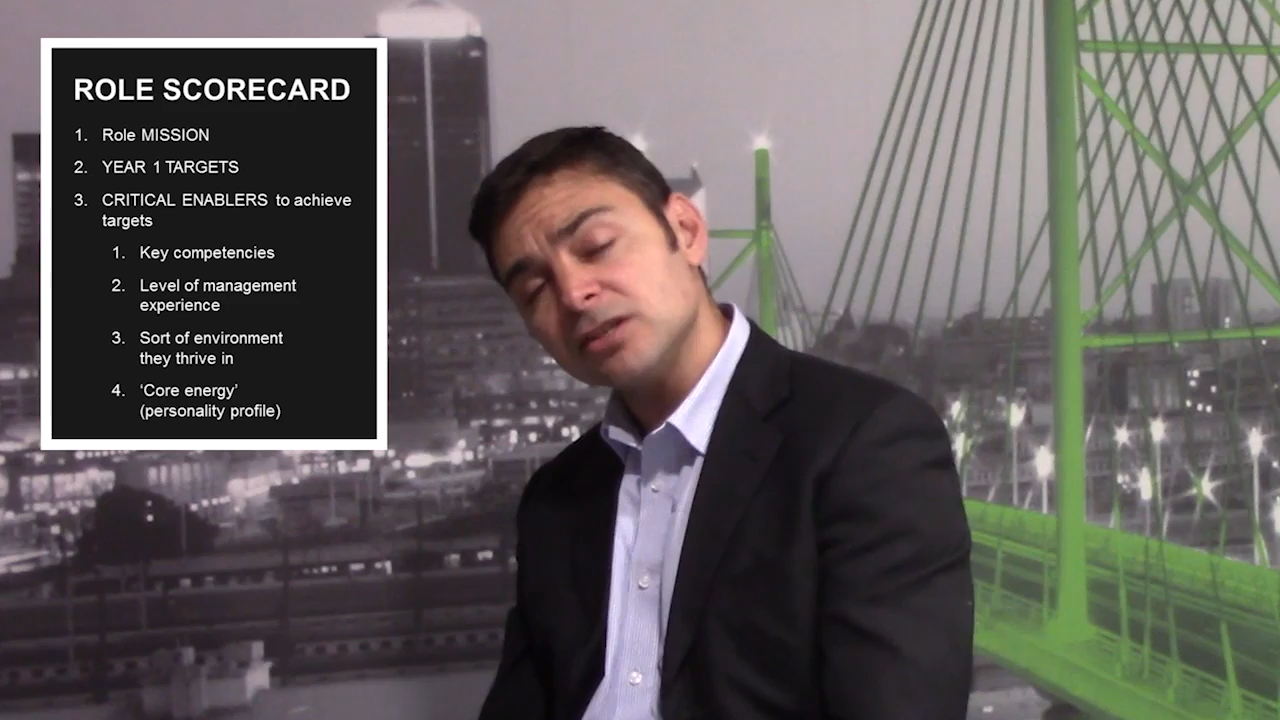 ROLE SCORECARD
1. Role MISSION
2. YEAR 1 TARGETS
3. CRITICAL ENABLERS to achieve
targets
1. Key competencies
2. Level of management
experience
3. Sort of environment
they thrive in
4. ‘Core energy’
(personality profile)